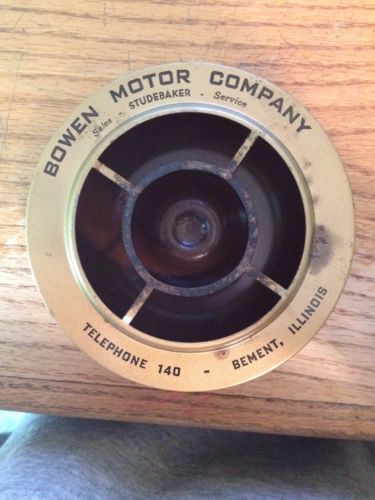 BOWEN MOTOR COMPANY
Sales - STUDEBAKER - Service
TELEPHONE 140 - BEMENT, ILLINOIS